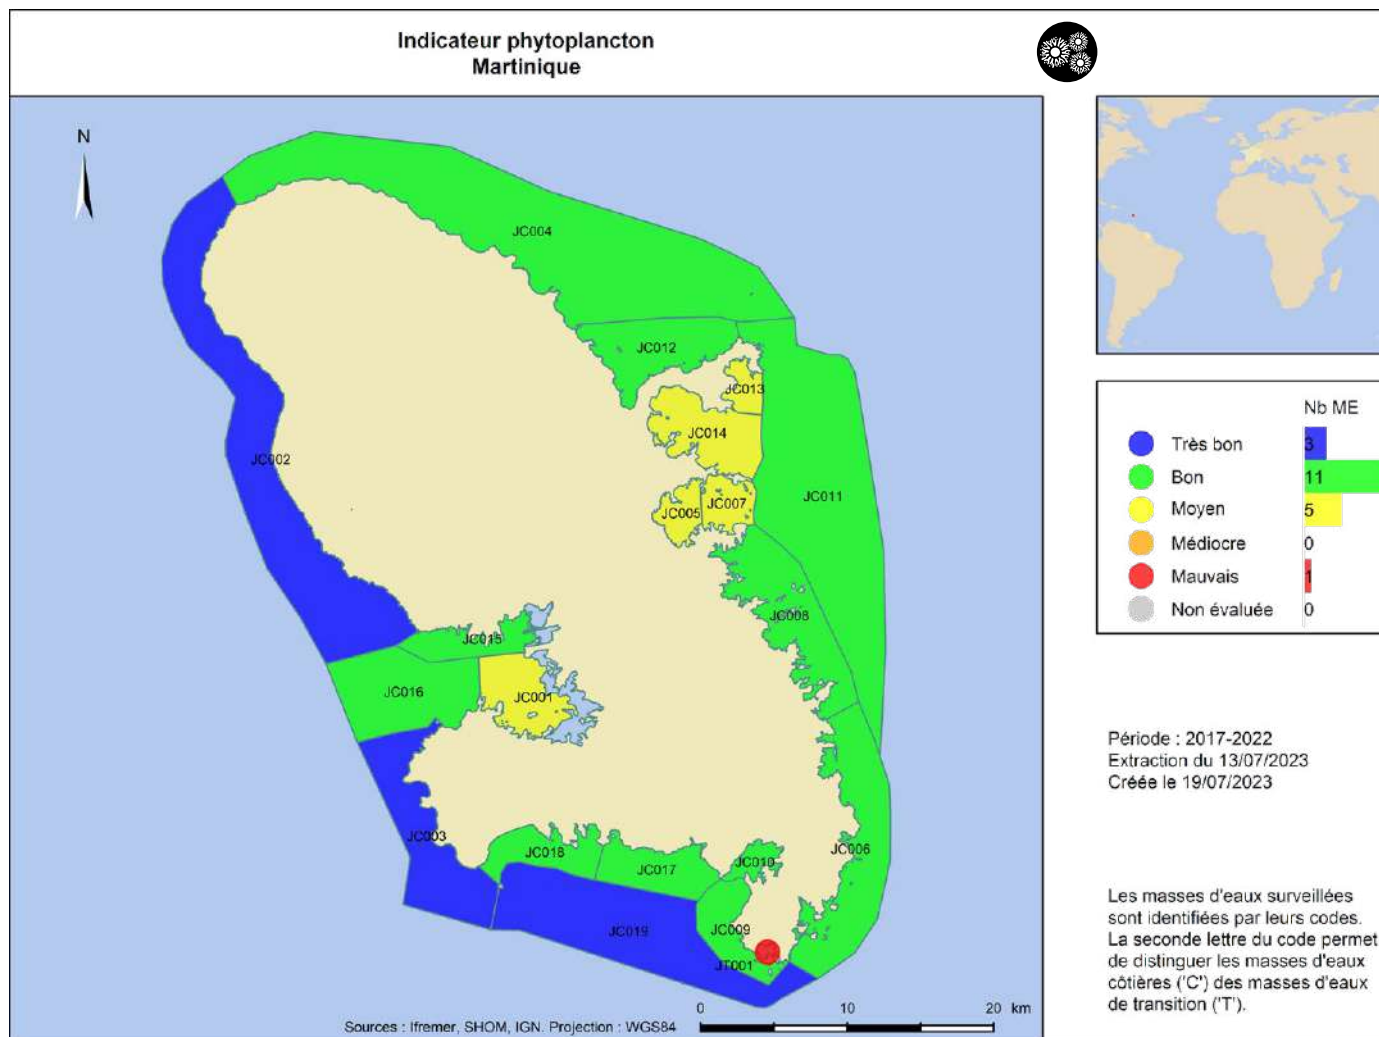 Indicateur phytoplancton
Martinique
N
JC004
JC012
JC013
JC014
JC002
JC011
JC005
JC007
JC008
JC015
JC016
JC001
JC003
JC006
JC018
JC010
JC017
JC009
JC019
JT001
0 10 20 km
Sources : Ifremer, SHOM, IGN. Projection : WGS84
Nb ME
Très bon 3
Bon 11
Moyen 5
Médiocre 0
Mauvais 1
Non évaluée 0
Période : 2017-2022
Extraction du 13/07/2023
Créée le 19/07/2023
Les masses d'eaux surveillées
sont identifiées par leurs codes.
La seconde lettre du code permet
de distinguer les masses d'eaux
côtières ('C') des masses d'eaux
de transition ('T').